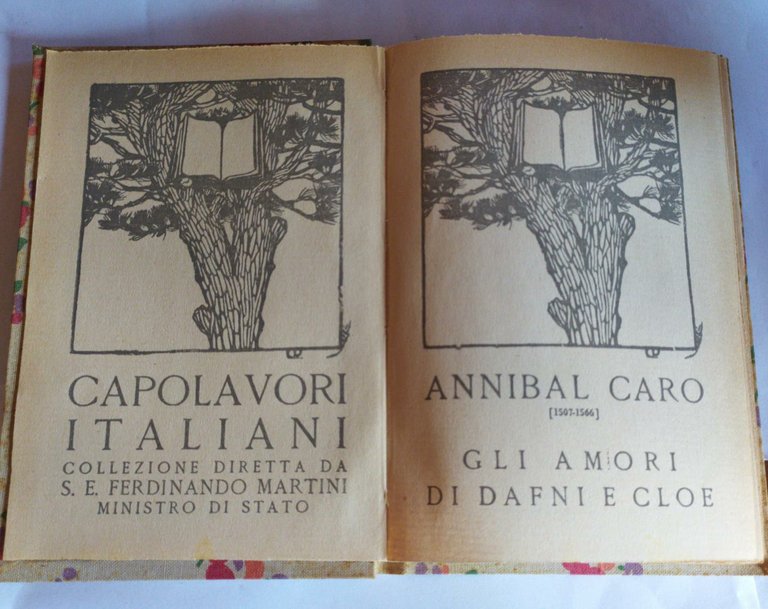 CAPOLAVORI
ITALIANI
COLLEZIONE DIRETTA DA
S. E. FERDINANDO MARTINI
MINISTRO DI STATO
ANNIBAL CARO
[1507-1566]
GLI AMORI
DI DAFNI E CLOE